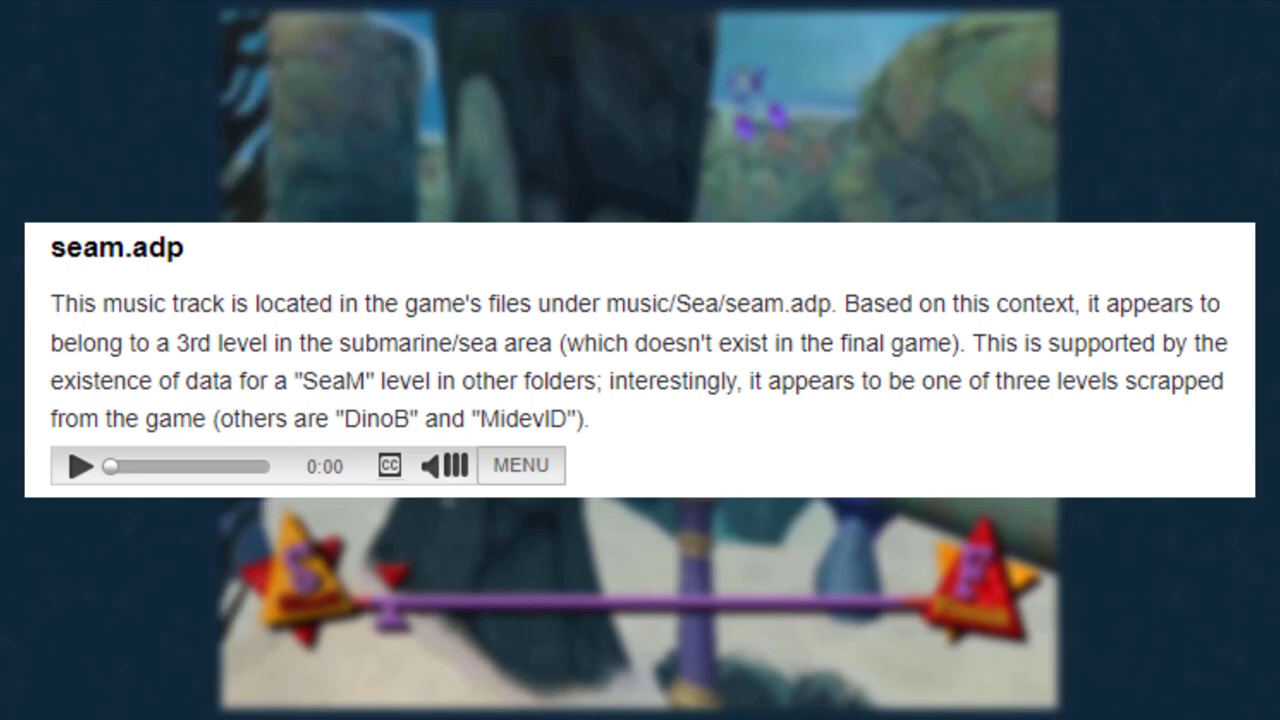 seam.adp
This music track is located in the game's files under music/Sea/seam.adp. Based on this context, it appears to
belong to a 3rd level in the submarine/sea area (which doesn't exist in the final game). This is supported by the
existence of data for a "SeaM" level in other folders; interestingly, it appears to be one of three levels scrapped
from the game (others are "DinoB" and "MidevID").
0:00 CC MENU
S F